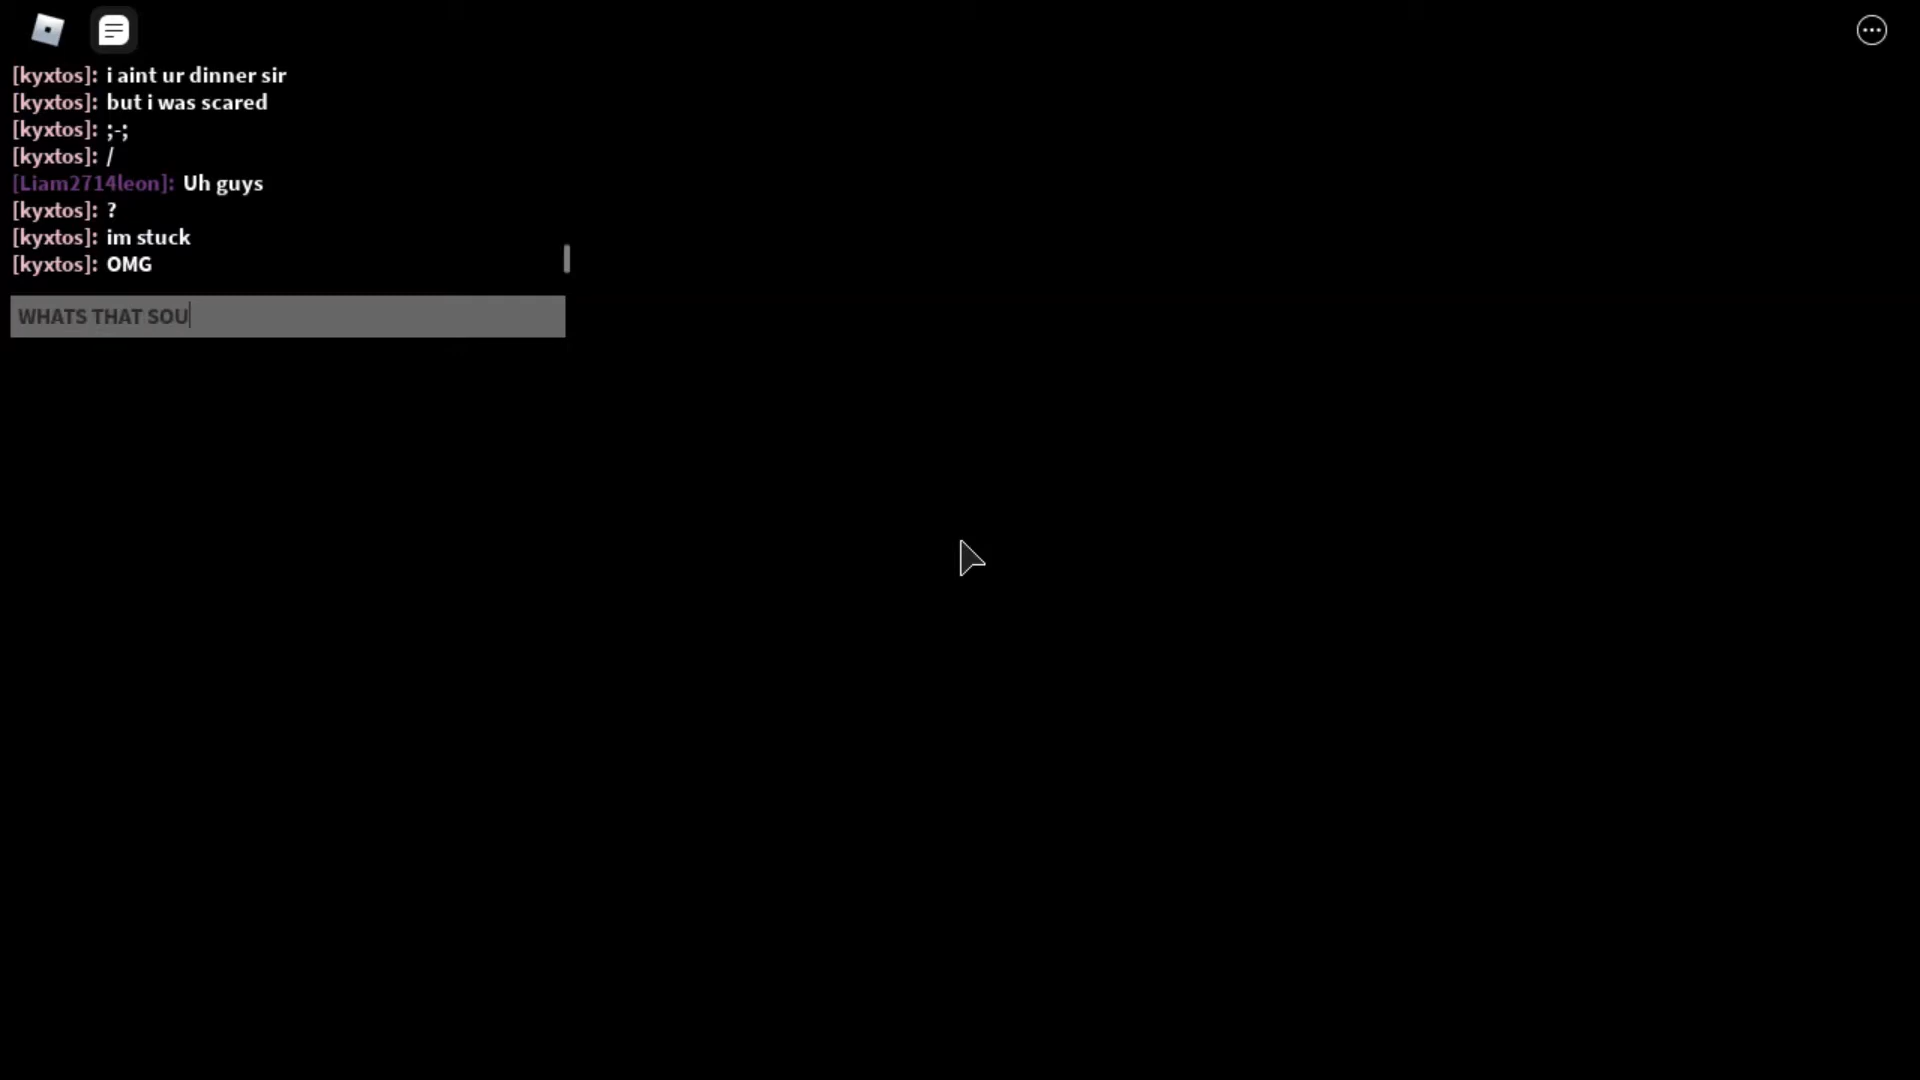 [kyxtos]: i aint ur dinner sir
[kyxtos]: but i was scared
[kyxtos]: ;-;
[kyxtos]: /
[Liam2714leon]: Uh guys
[kyxtos]: ?
[kyxtos]: im stuck
[kyxtos]: OMG
WHATS THAT SOU